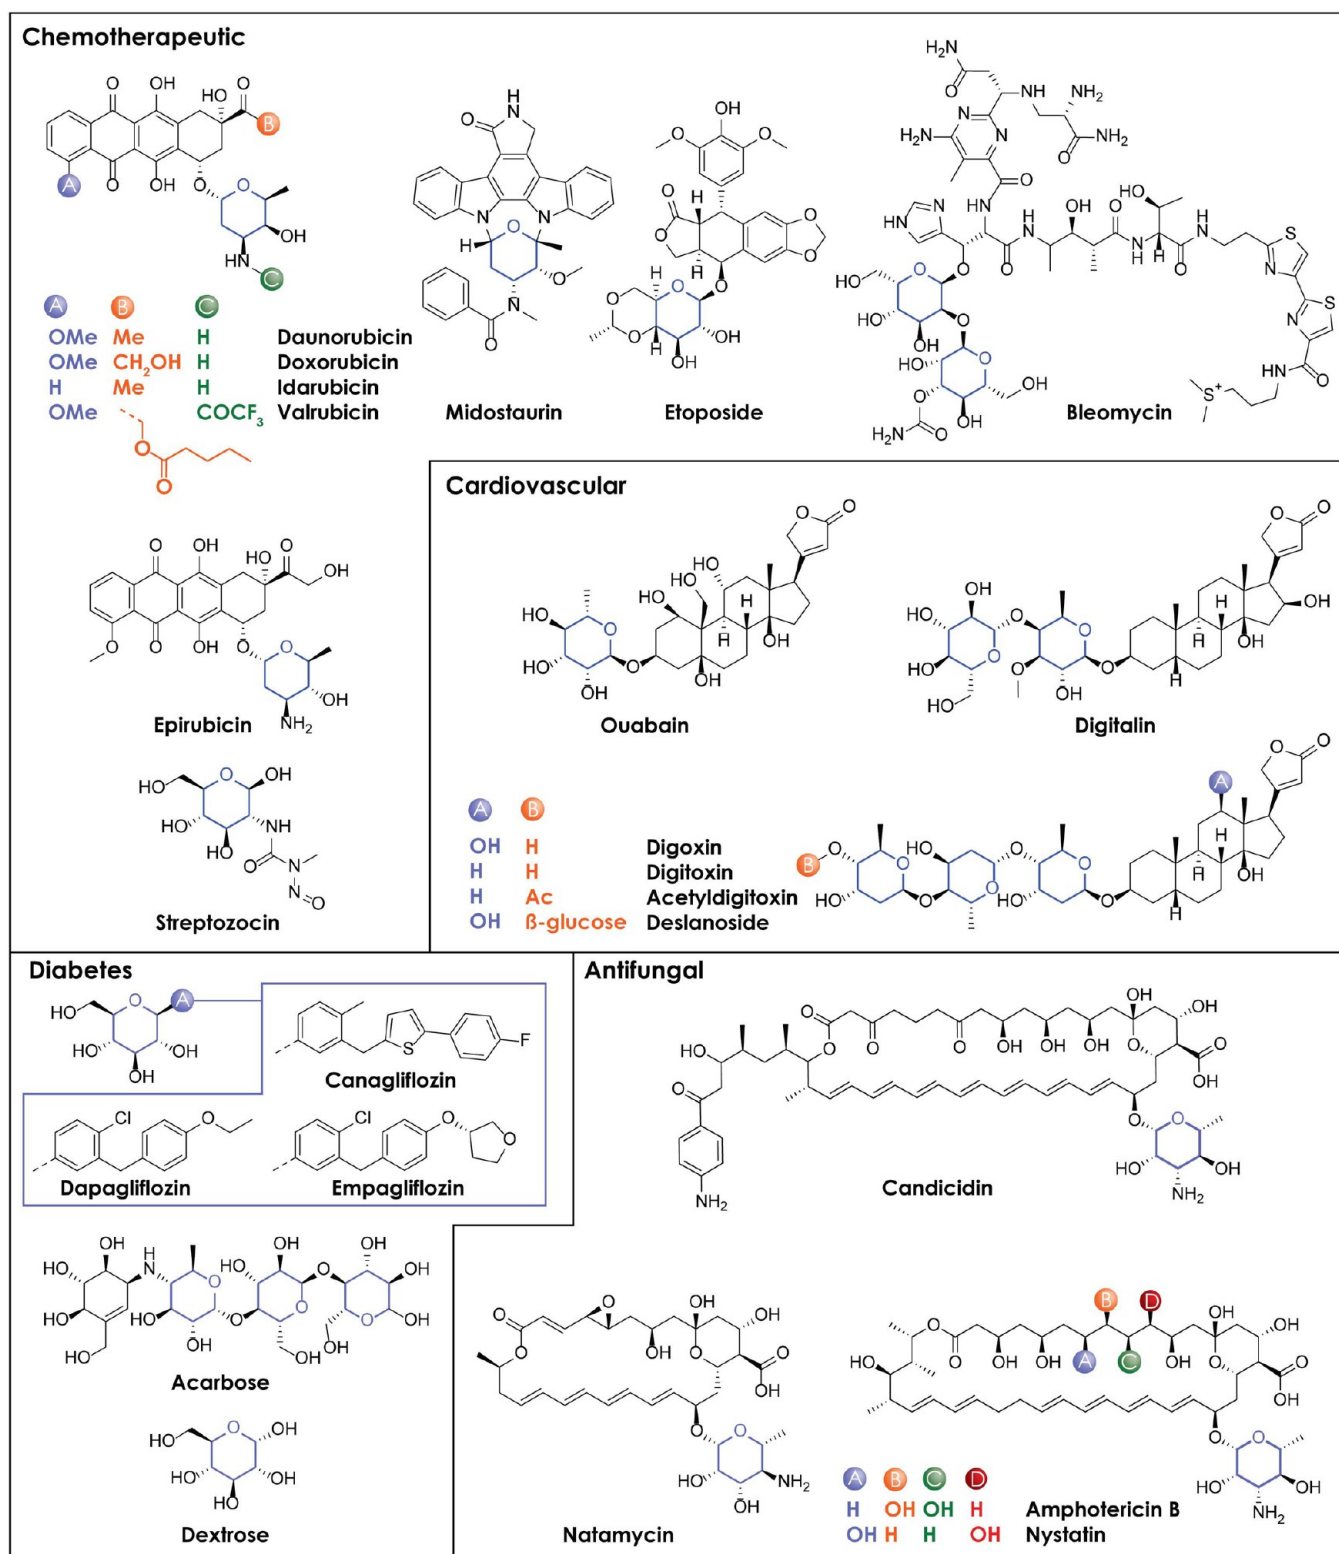 Chemotherapeutic
A B C
OMe Me H Daunorubicin
OMe CH2OH H Doxorubicin
H Me H Idarubicin
OMe COCF3 Valrubicin
Midostaurin
Etoposide
Bleomycin
Epirubicin
Streptozocin
Cardiovascular
Ouabain
Digitalin
A B
OH H Digoxin
H H Digitoxin
H Ac Acetyldigitoxin
OH ß-glucose Deslanoside
Diabetes
Canagliflozin
Dapagliflozin
Empagliflozin
Acarbose
Dextrose
Antifungal
Candicidin
Natamycin
A B C D
H OH OH H Amphotericin B
OH H H OH Nystatin